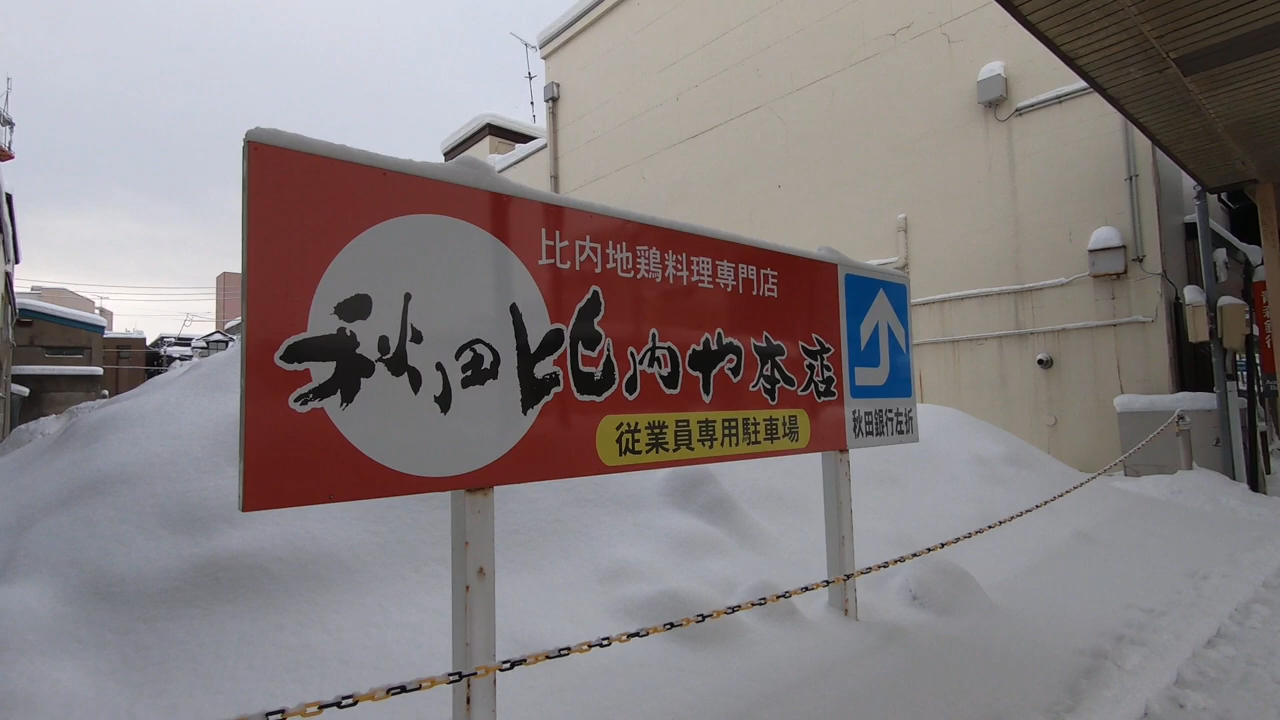 比内地鶏料理専門店
秋田比内や本店
従業員専用駐車場
秋田銀行左折